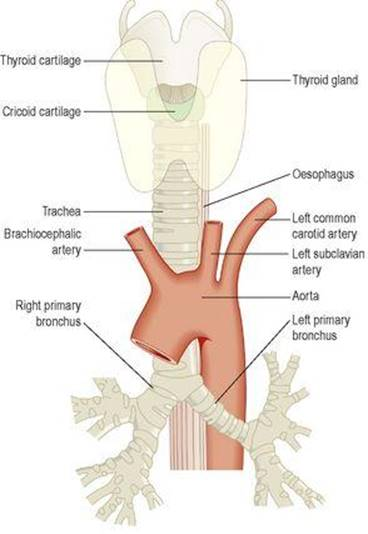 Thyroid cartilage
Thyroid gland
Cricoid cartilage
Oesophagus
Trachea
Left common
carotid artery
Brachiocephalic
artery
Left subclavian
artery
Aorta
Right primary
bronchus
Left primary
bronchus